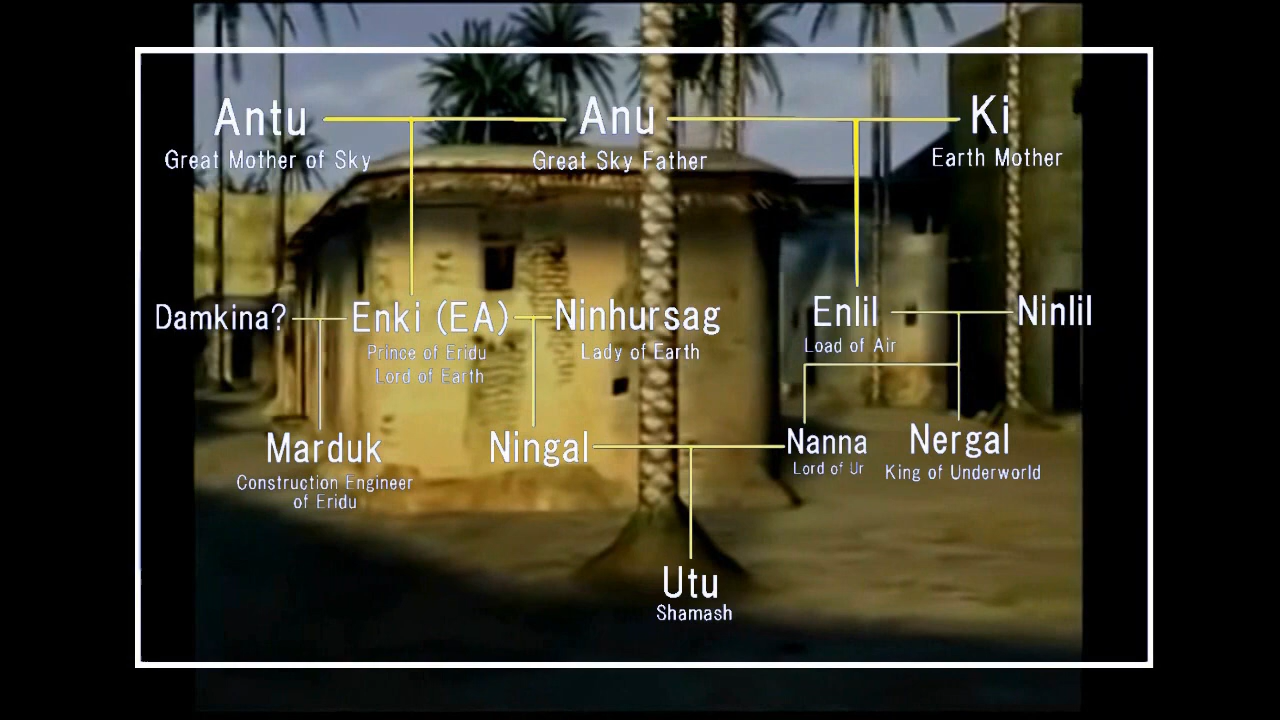 Antu
Anu
Ki
Great Mother of Sky
Great Sky Father
Earth Mother
Damkina?
Enki (EA)
Ninhursag
Enlil
Ninlil
Prince of Eridu
Lord of Earth
Lady of Earth
Load of Air
Marduk
Ningal
Nanna
Nergal
Construction Engineer
of Eridu
Lord of Ur
King of Underworld
Utu
Shamash